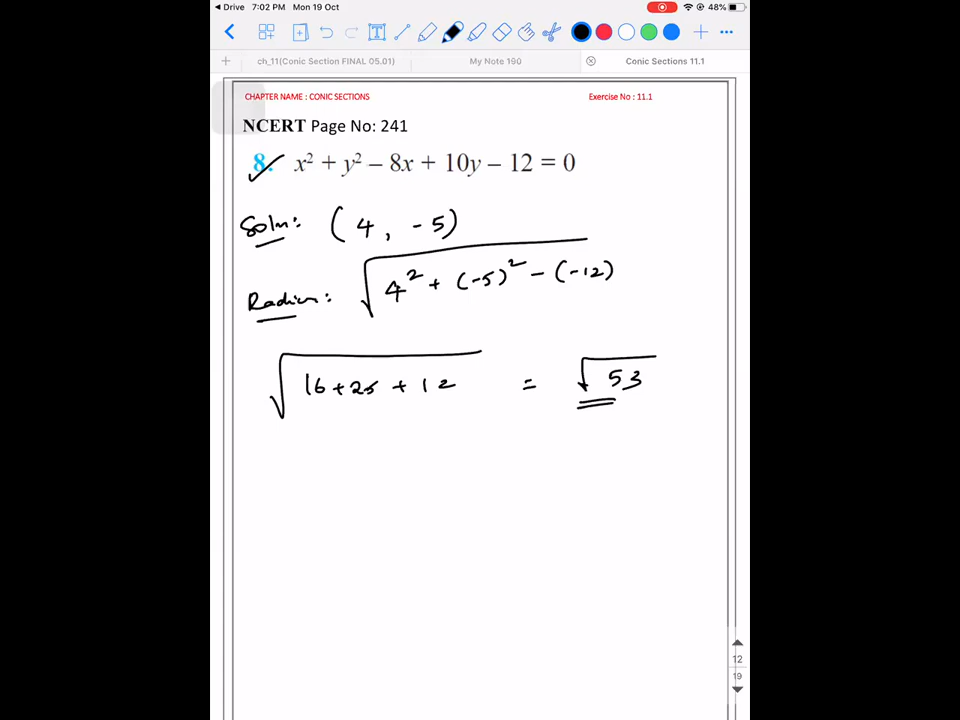 Drive 7:02 PM Mon 19 Oct 48%
ch_11(Conic Section FINAL 05.01) My Note 190 Conic Sections 11.1
CHAPTER NAME : CONIC SECTIONS Exercise No : 11.1
NCERT Page No: 241
8. x² + y² – 8x + 10y – 12 = 0
Soln: (4, -5)
Radius: √(4² + (-5)² - (-12))
√(16+25+12) = √53
12
19